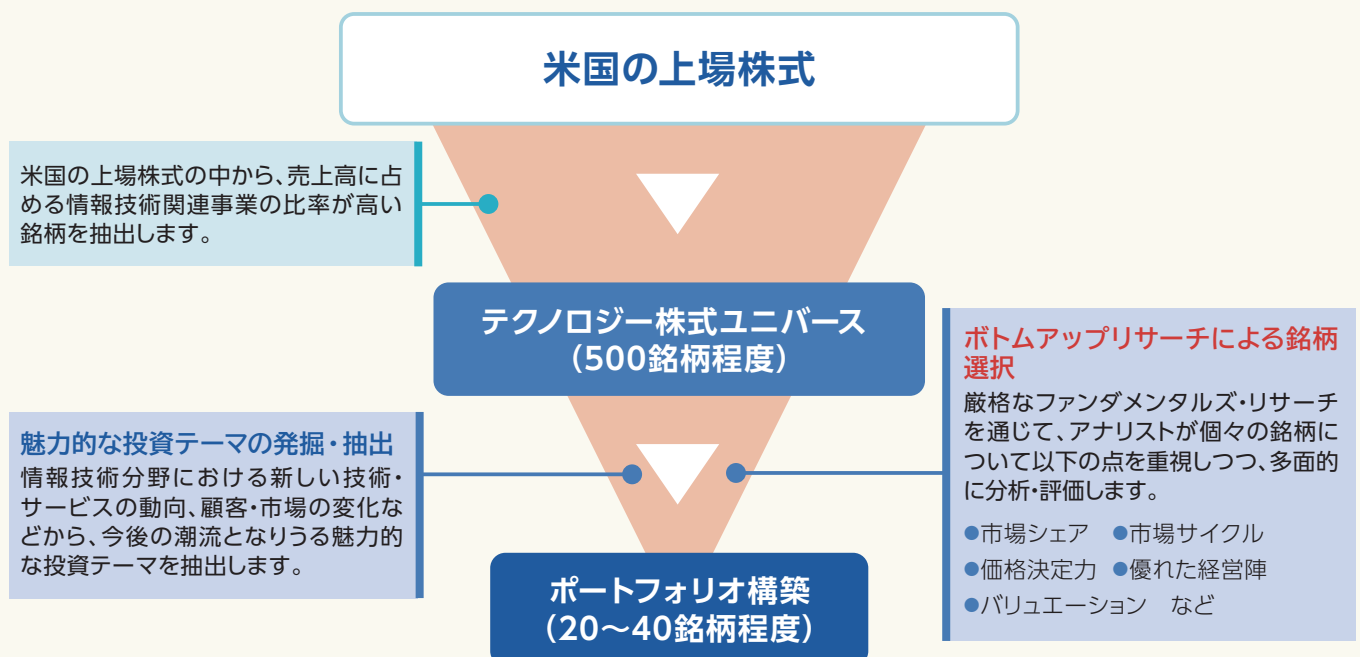 米国の上場株式
米国の上場株式の中から、売上高に占
める情報技術関連事業の比率が高い
銘柄を抽出します。
テクノロジー株式ユニバース
（500銘柄程度）
魅力的な投資テーマの発掘・抽出
情報技術分野における新しい技術・
サービスの動向、顧客・市場の変化な
どから、今後の潮流となりうる魅力的
な投資テーマを抽出します。
ボトムアップリサーチによる銘柄
選択
厳格なファンダメンタルズ・リサーチ
を通じて、アナリストが個々の銘柄に
ついて以下の点を重視しつつ、多面的
に分析・評価します。
●市場シェア ●市場サイクル
●価格決定力 ●優れた経営陣
●バリュエーション など
ポートフォリオ構築
（20〜40銘柄程度）